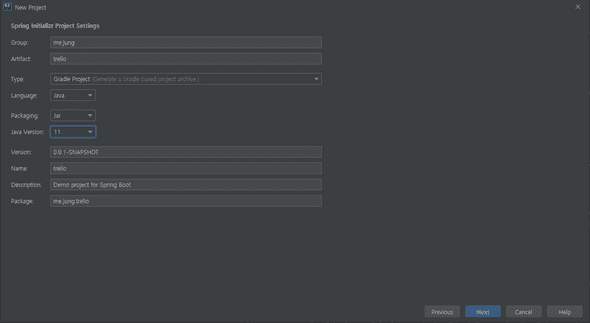 New Project
Spring Initializr Project Settings
Group: me.jung
Artifact: trello
Type: Gradle Project (Generate a Gradle based project archive.)
Language: Java
Packaging: Jar
Java Version: 11
Version: 0.0.1-SNAPSHOT
Name: trello
Description: Demo project for Spring Boot
Package: me.jung.trello
Previous Next Cancel Help